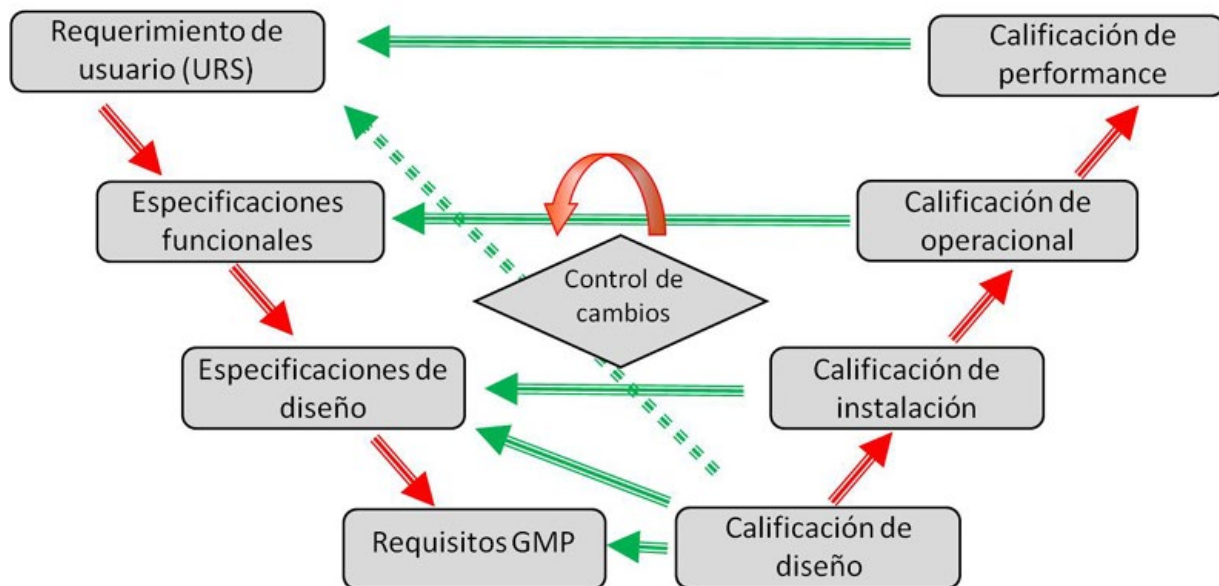 Requerimiento de
usuario (URS)
Calificación de
performance
Especificaciones
funcionales
Calificación de
operacional
Control de
cambios
Especificaciones de
diseño
Calificación de
instalación
Requisitos GMP
Calificación de
diseño